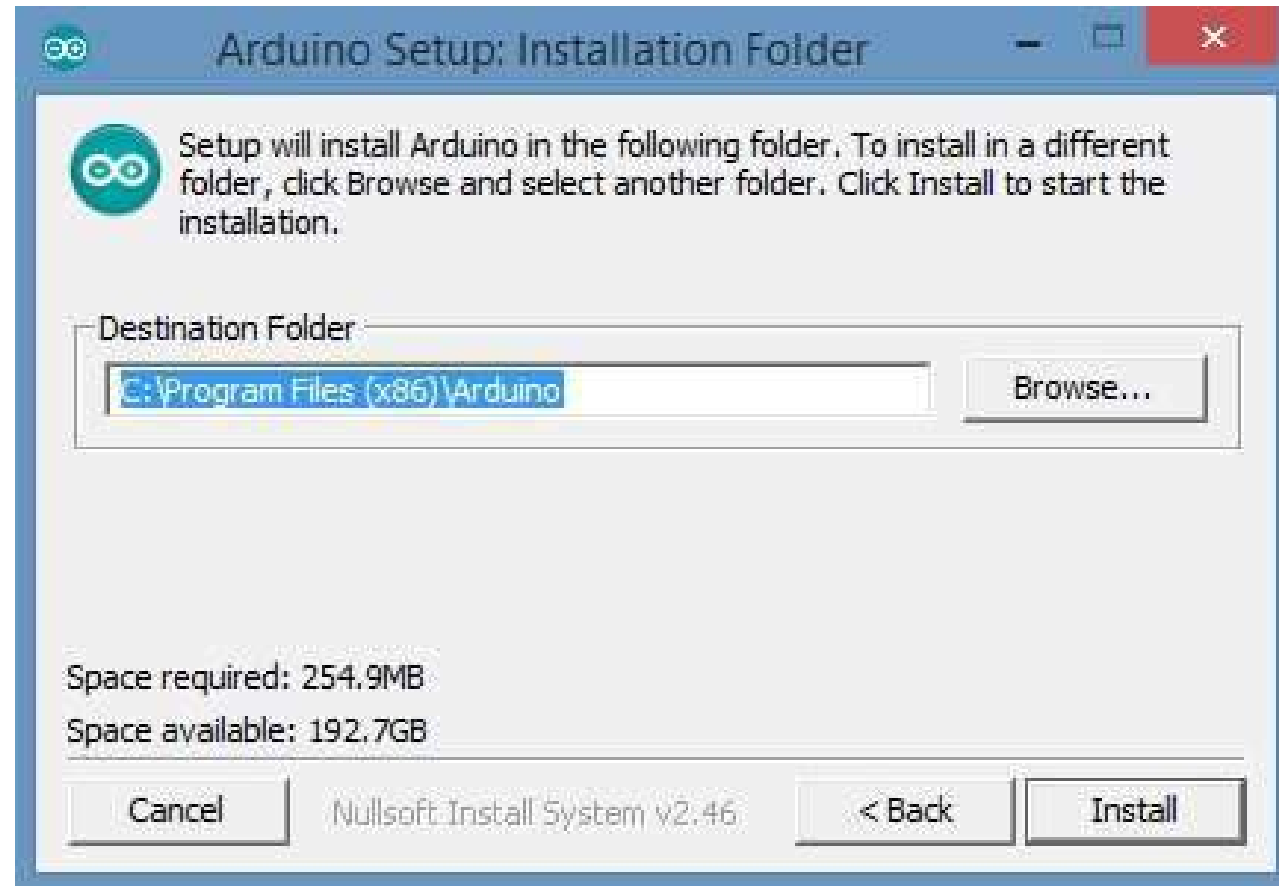 Arduino Setup: Installation Folder
Setup will install Arduino in the following folder. To install in a different
folder, click Browse and select another folder. Click Install to start the
installation.
Destination Folder
C:\Program Files (x86)\Arduino
Browse...
Space required: 254.9MB
Space available: 192.7GB
Cancel
Nullsoft Install System v2.46
< Back
Install